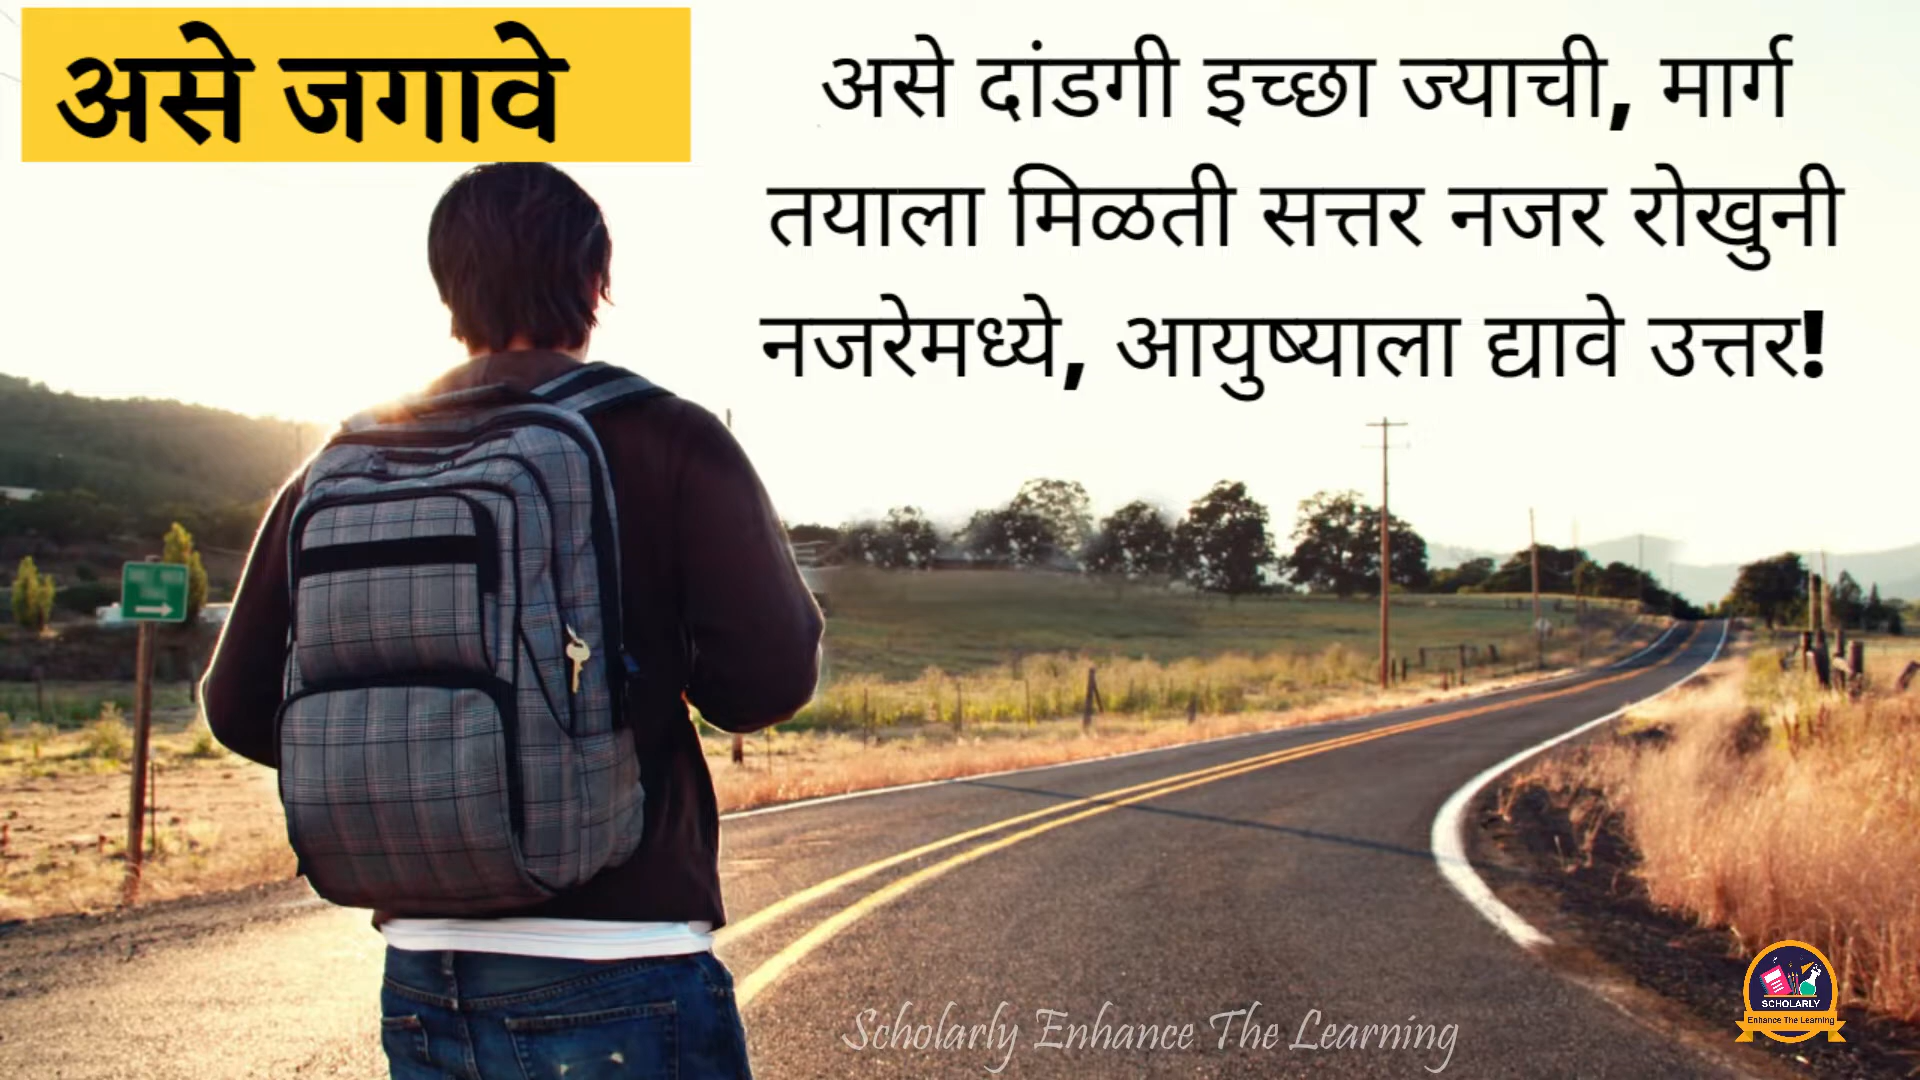 असे जगावे
असे दांडगी इच्छा ज्याची, मार्ग
तयाला मिळती सत्तर नजर रोखुनी
नजरेमध्ये, आयुष्याला द्यावे उत्तर!
Scholarly Enhance The Learning
SCHOLARLY
Enhance The Learning